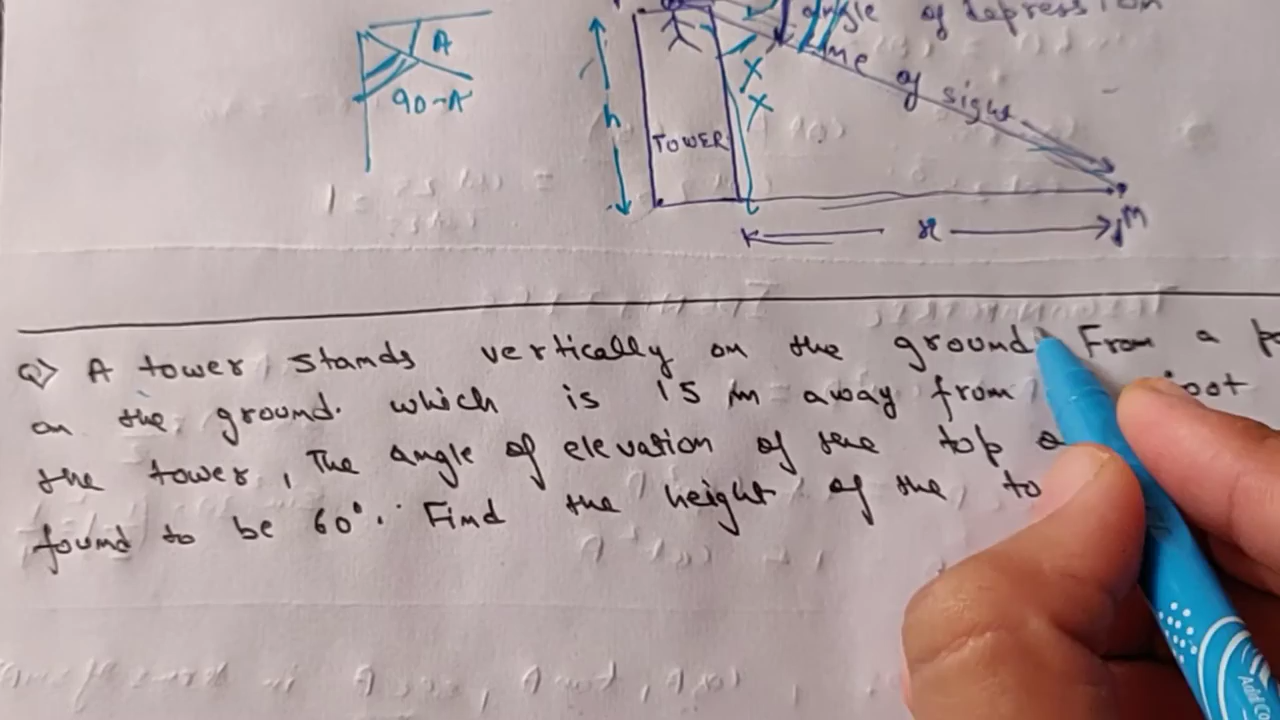 angle of depression
A
line of sight
90-A
X
X
h
TOWER
x
M
Q> A tower, stands vertically on the ground. From a
on the ground. which is 15 m away from
the tower, The angle of elevation of the top
found to be 60°. Find the height of the